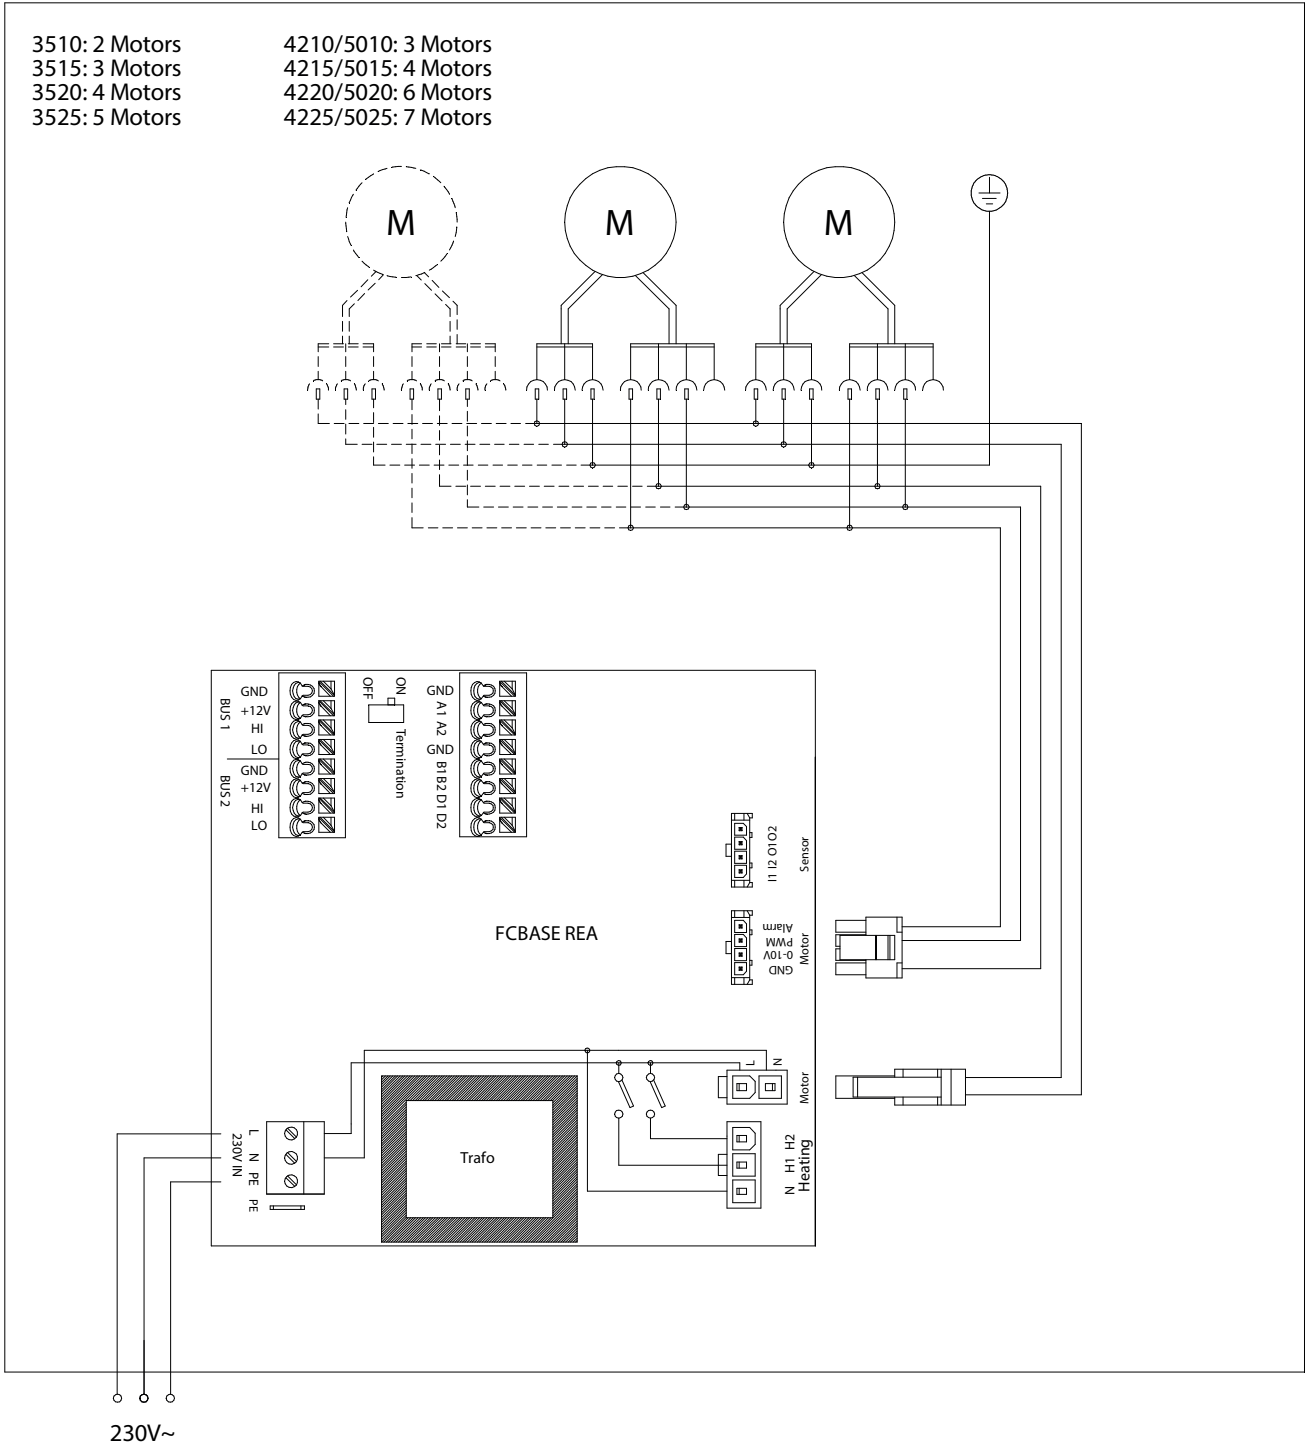 3510: 2 Motors
3515: 3 Motors
3520: 4 Motors
3525: 5 Motors
4210/5010: 3 Motors
4215/5015: 4 Motors
4220/5020: 6 Motors
4225/5025: 7 Motors
M
M
M
BUS 1
GND
+12V
HI
LO
BUS 2
GND
+12V
HI
LO
OFF
ON
Termination
GND
A1 A2
GND
B1 B2 D1 D2
I1 I2 O1 O2
Sensor
FCBASE REA
Alarm
PWM
0-10V
GND
Motor
L
N
Motor
L N PE
230V IN
PE
Trafo
N H1 H2
Heating
230V~